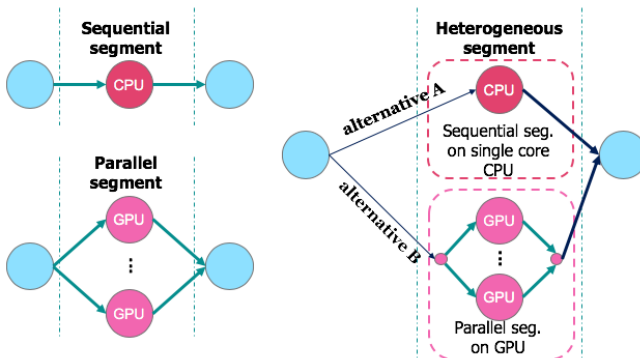 Sequential
segment
CPU
Parallel
segment
GPU
⋮
GPU
Heterogeneous
segment
alternative A
CPU
Sequential seg.
on single core
CPU
alternative B
GPU
⋮
GPU
Parallel seg.
on GPU